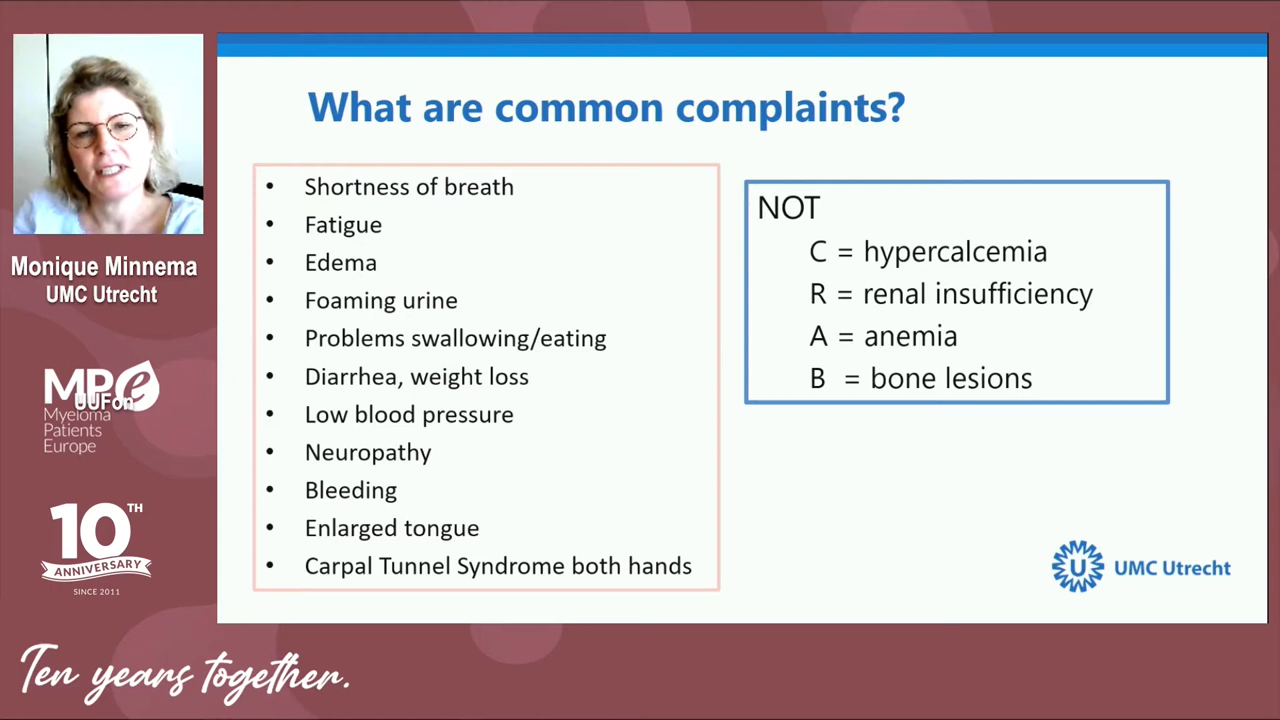 What are common complaints?
• Shortness of breath
• Fatigue
• Edema
• Foaming urine
• Problems swallowing/eating
• Diarrhea, weight loss
• Low blood pressure
• Neuropathy
• Bleeding
• Enlarged tongue
• Carpal Tunnel Syndrome both hands
NOT
C = hypercalcemia
R = renal insufficiency
A = anemia
B = bone lesions
U
UMC Utrecht
Monique Minnema
UMC Utrecht
MPe
UUFon
Myeloma
Patients
Europe
10TH
ANNIVERSARY
SINCE 2011
Ten years together.